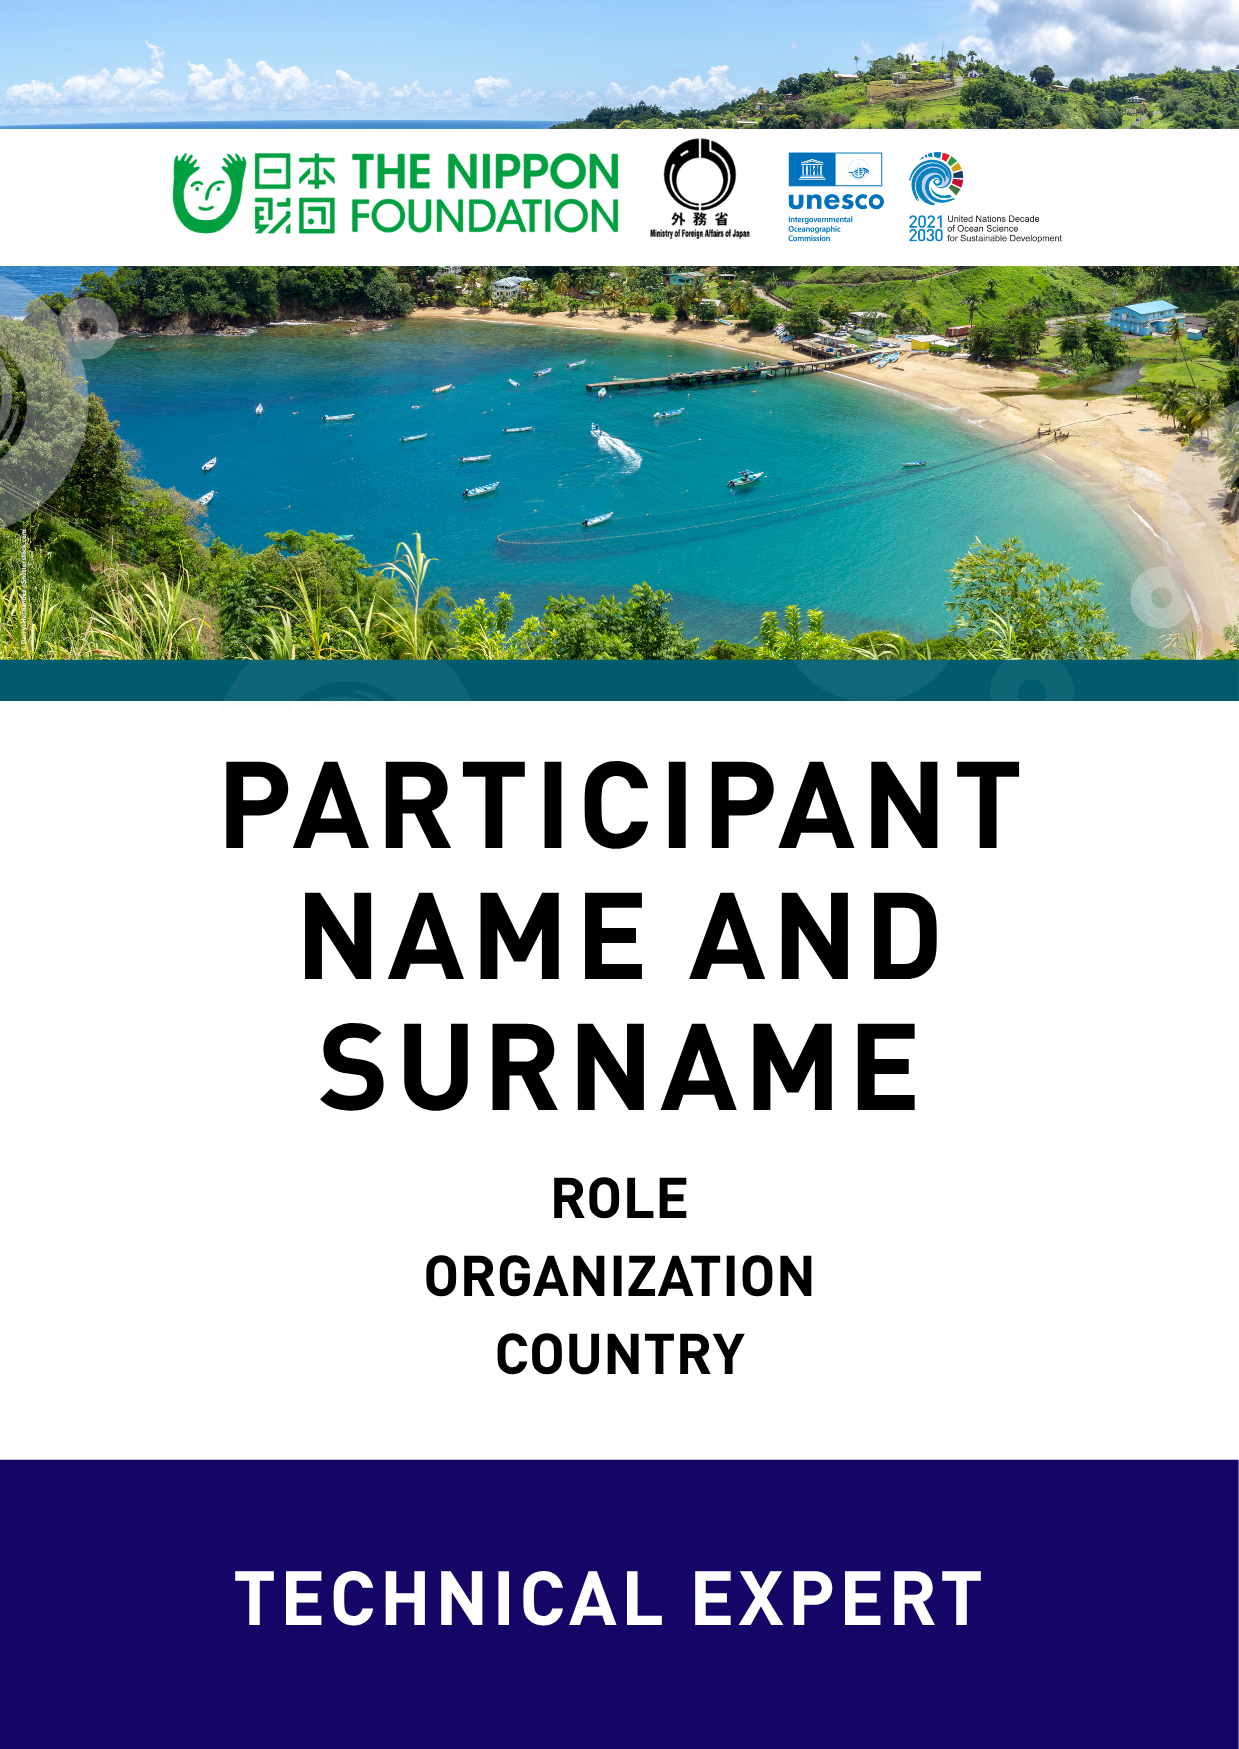 日本
財団
THE NIPPON
FOUNDATION
外務省
Ministry of Foreign Affairs of Japan
unesco
Intergovernmental
Oceanographic
Commission
2021
2030
United Nations Decade
of Ocean Science
for Sustainable Development
PARTICIPANT
NAME AND
SURNAME
ROLE
ORGANIZATION
COUNTRY
TECHNICAL EXPERT